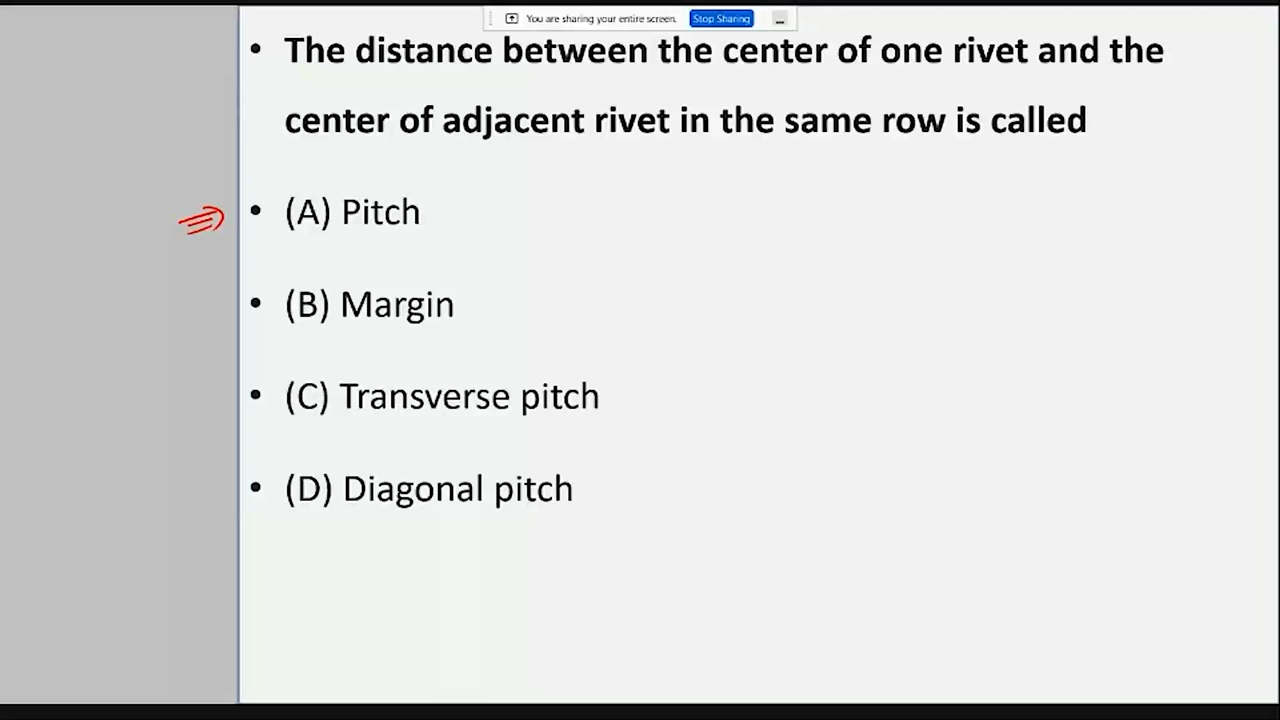 You are sharing your entire screen. Stop Sharing
• The distance between the center of one rivet and the
center of adjacent rivet in the same row is called
• (A) Pitch
• (B) Margin
• (C) Transverse pitch
• (D) Diagonal pitch